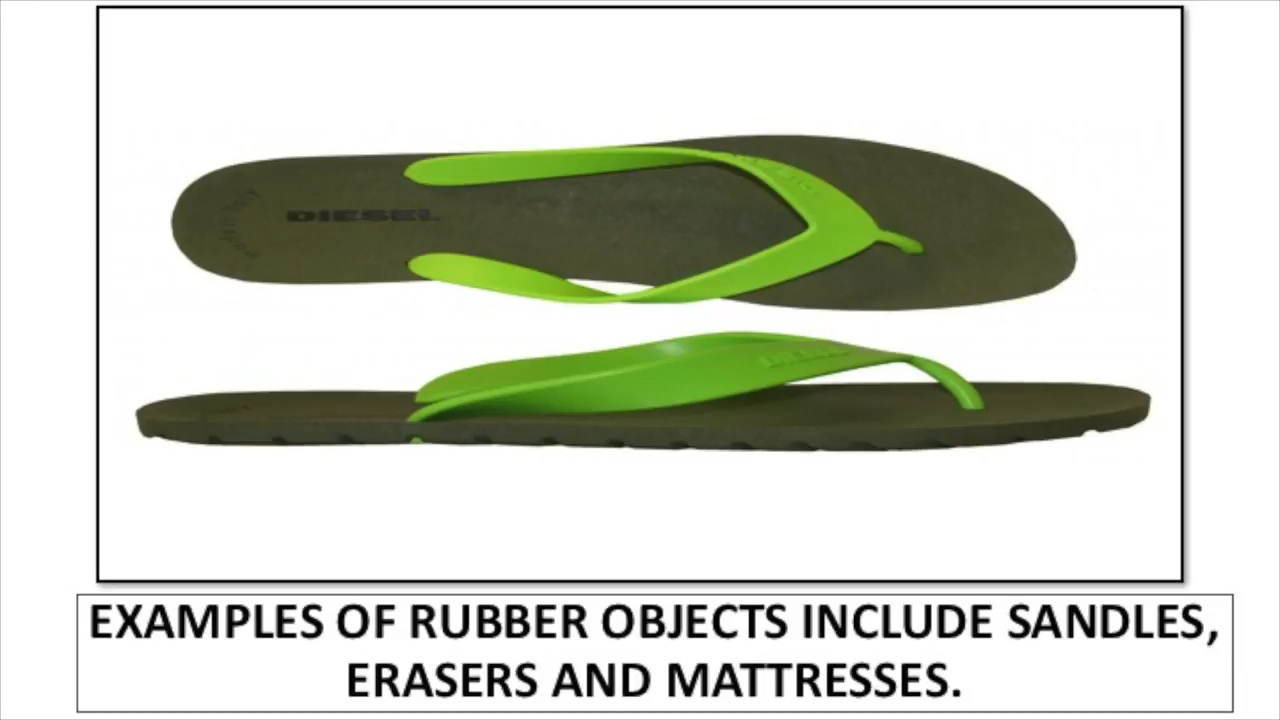 DIESEL
EXAMPLES OF RUBBER OBJECTS INCLUDE SANDLES,
ERASERS AND MATTRESSES.